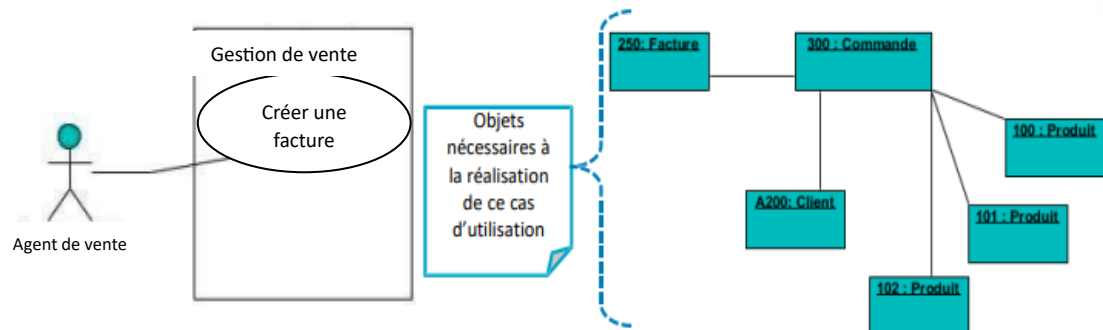 Gestion de vente
Créer une
facture
Agent de vente
Objets
nécessaires à
la réalisation
de ce cas
d'utilisation
250: Facture
300 : Commande
100 : Produit
A200: Client
101 : Produit
102 : Produit